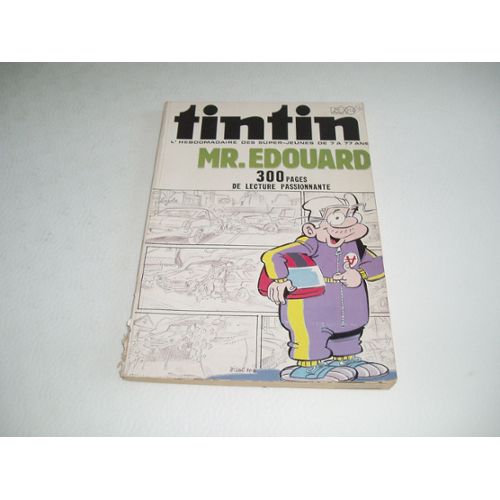 tintin
L'HEBDOMADAIRE DES SUPER-JEUNES DE 7 A 77 ANS
MR. EDOUARD
300 PAGES
DE LECTURE PASSIONNANTE